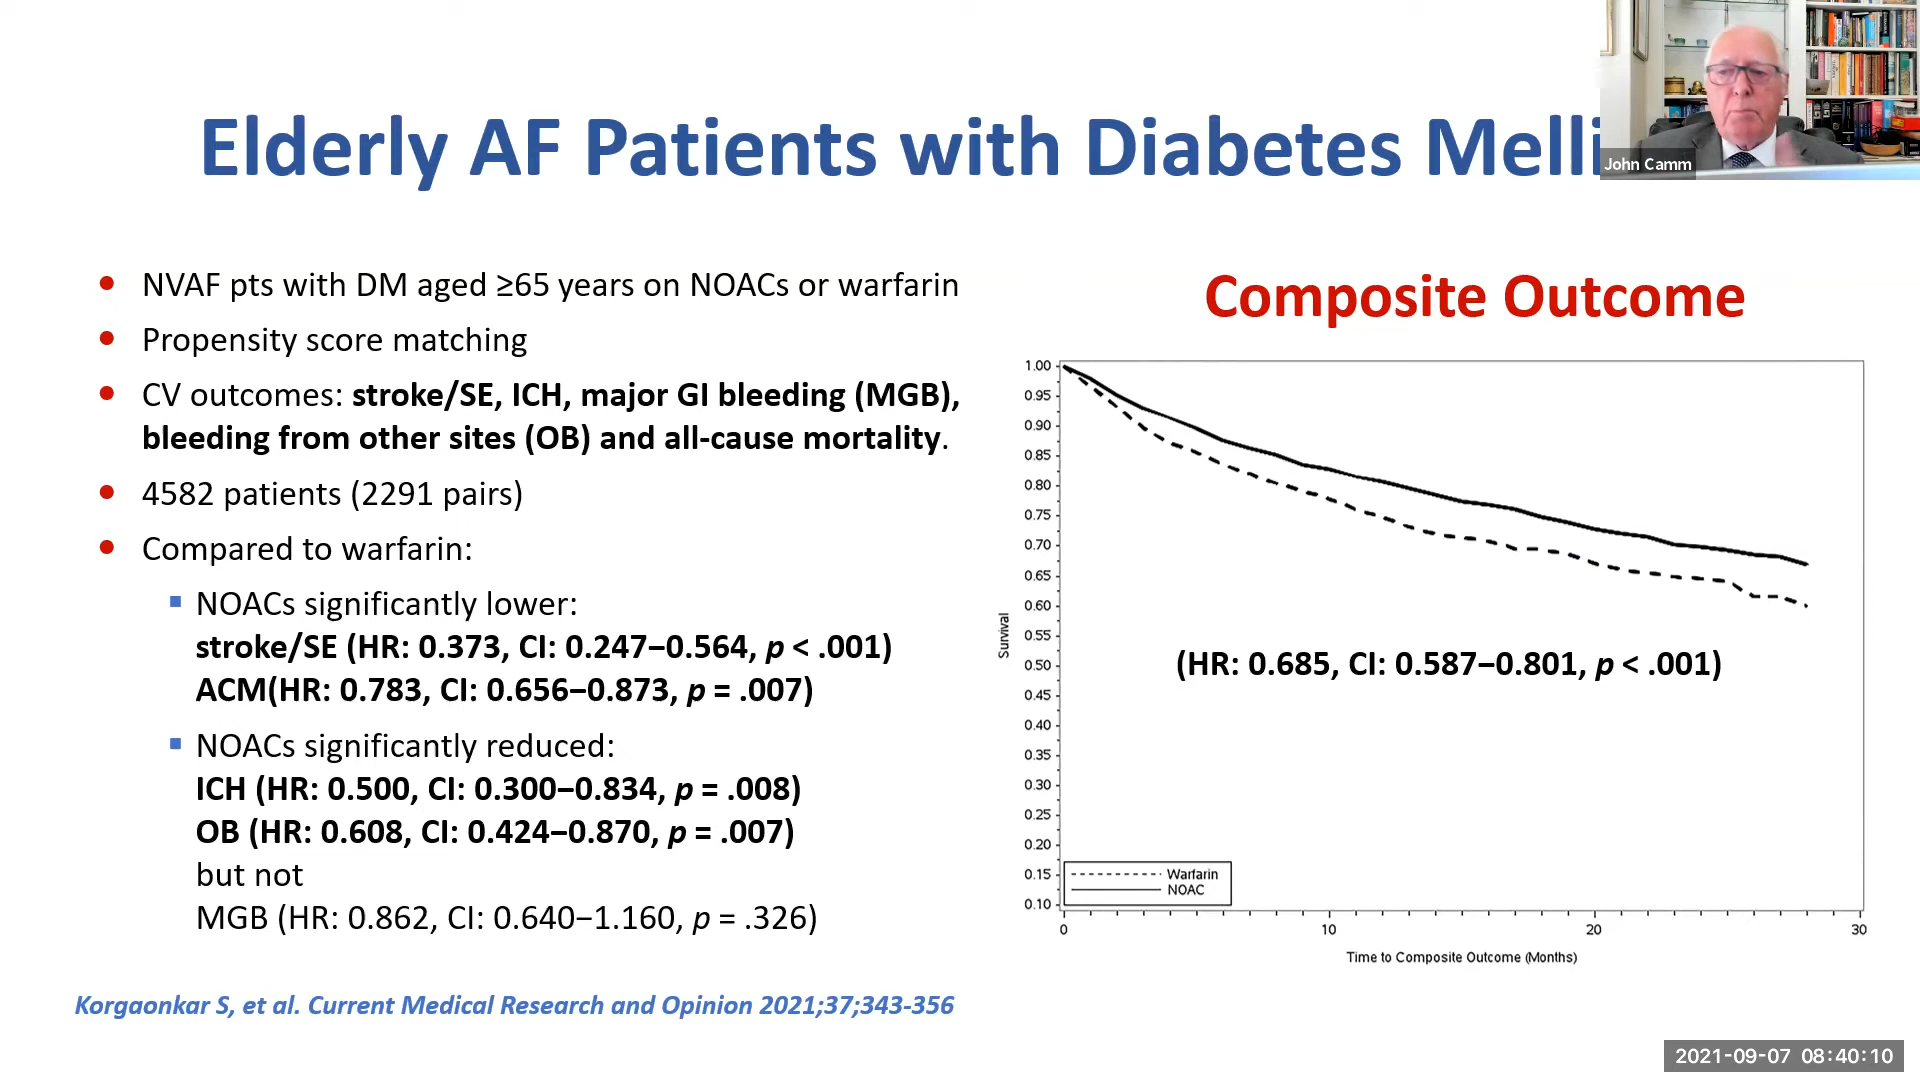 Elderly AF Patients with Diabetes Melli
John Camm
• NVAF pts with DM aged ≥65 years on NOACs or warfarin
• Propensity score matching
• CV outcomes: stroke/SE, ICH, major GI bleeding (MGB),
bleeding from other sites (OB) and all-cause mortality.
• 4582 patients (2291 pairs)
• Compared to warfarin:
▪ NOACs significantly lower:
stroke/SE (HR: 0.373, CI: 0.247–0.564, p < .001)
ACM(HR: 0.783, CI: 0.656–0.873, p = .007)
▪ NOACs significantly reduced:
ICH (HR: 0.500, CI: 0.300–0.834, p = .008)
OB (HR: 0.608, CI: 0.424–0.870, p = .007)
but not
MGB (HR: 0.862, CI: 0.640–1.160, p = .326)
Korgaonkar S, et al. Current Medical Research and Opinion 2021;37;343-356
Composite Outcome
1.00
0.95
0.90
0.85
0.80
0.75
0.70
0.65
0.60
0.55
0.50
0.45
0.40
0.35
0.30
0.25
0.20
0.15
0.10
Survival
(HR: 0.685, CI: 0.587–0.801, p < .001)
Warfarin
NOAC
0 10 20 30
Time to Composite Outcome (Months)
2021-09-07 08:40:10